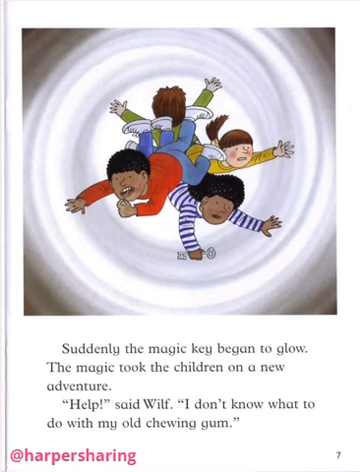 Suddenly the magic key began to glow.
The magic took the children on a new
adventure.
“Help!” said Wilf. “I don’t know what to
do with my old chewing gum.”
@harpersharing
7